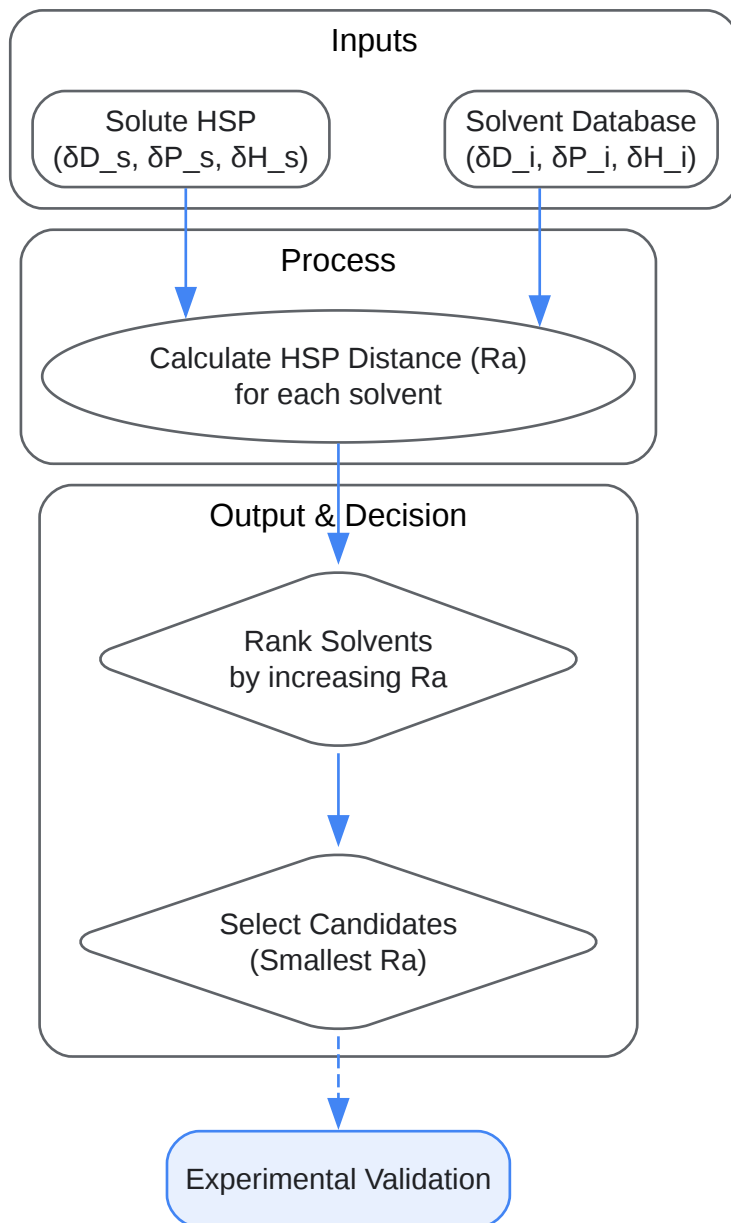 Inputs
Solute HSP
(δD_s, δP_s, δH_s)
Solvent Database
(δD_i, δP_i, δH_i)
Process
Calculate HSP Distance (Ra)
for each solvent
Output & Decision
Rank Solvents
by increasing Ra
Select Candidates
(Smallest Ra)
Experimental Validation